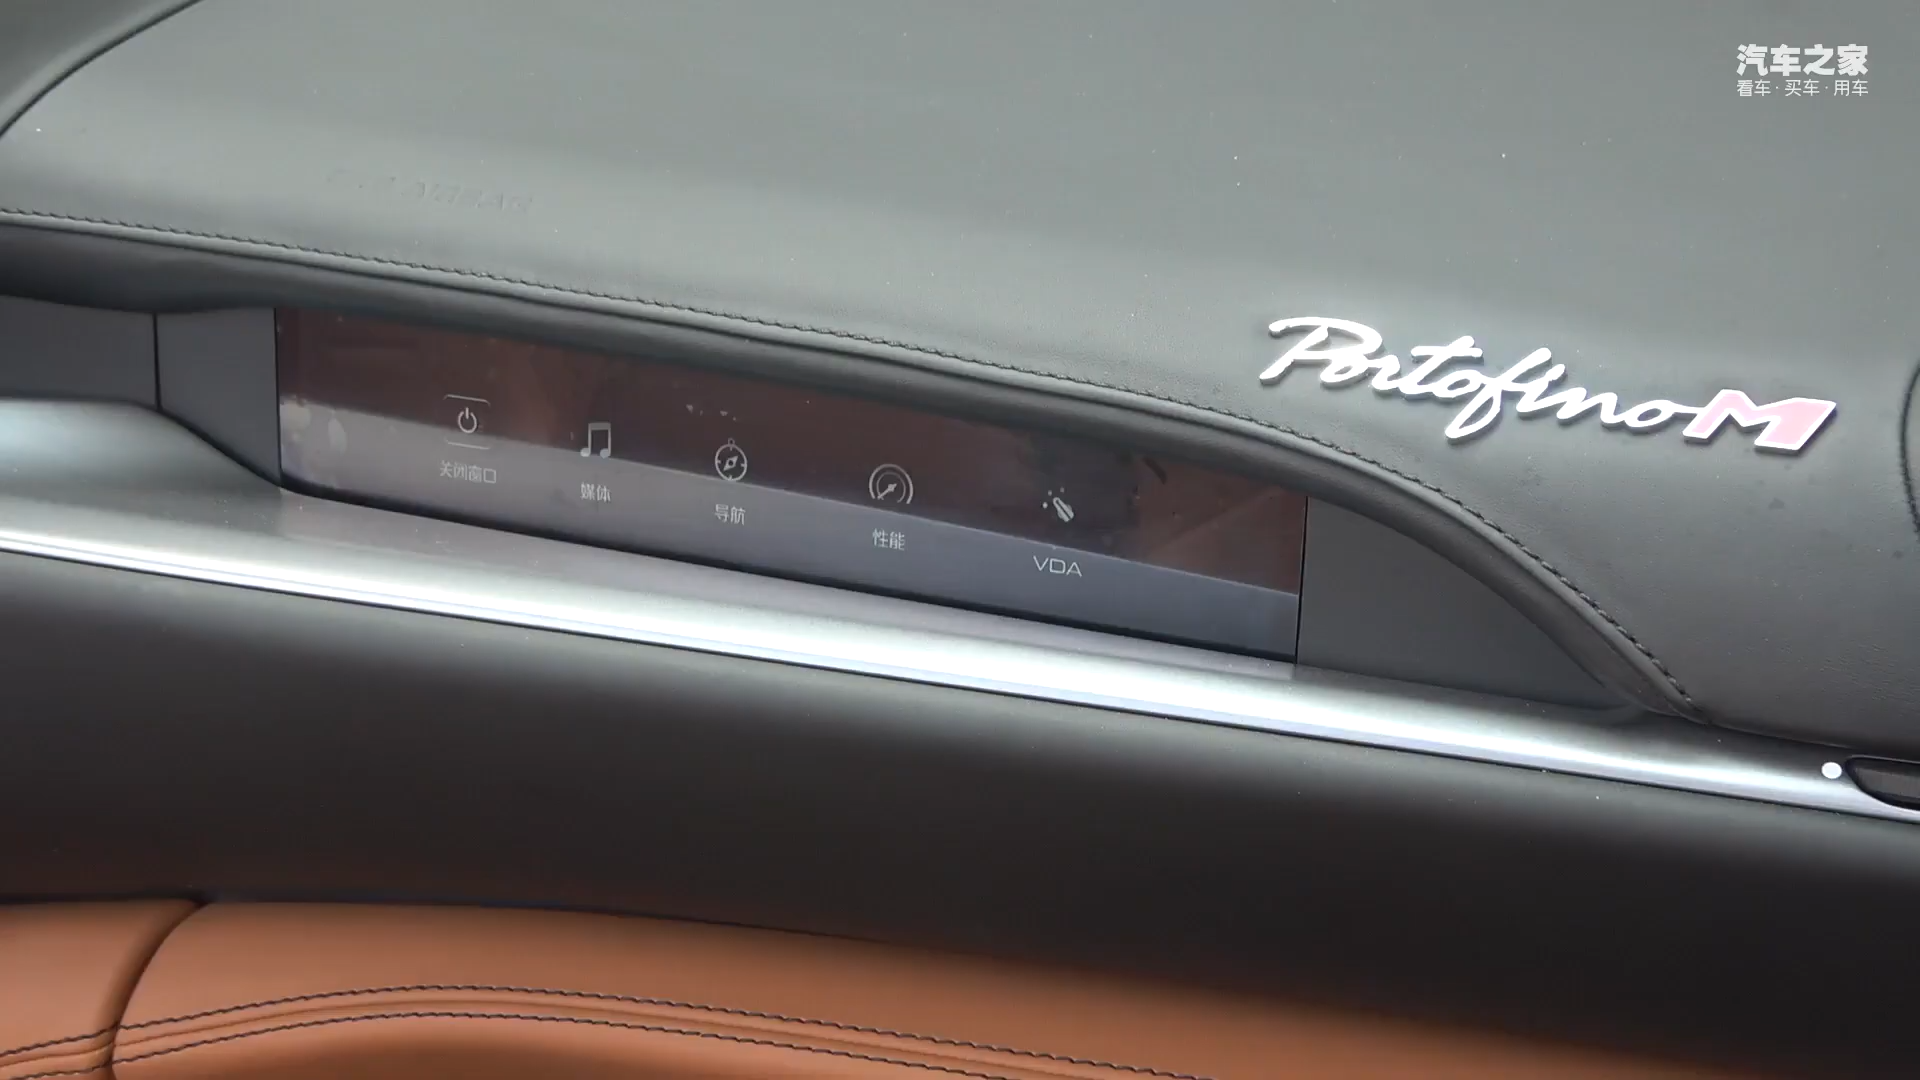 汽车之家
看车·买车·用车
Portofino M
关闭窗口
媒体
导航
性能
VDA